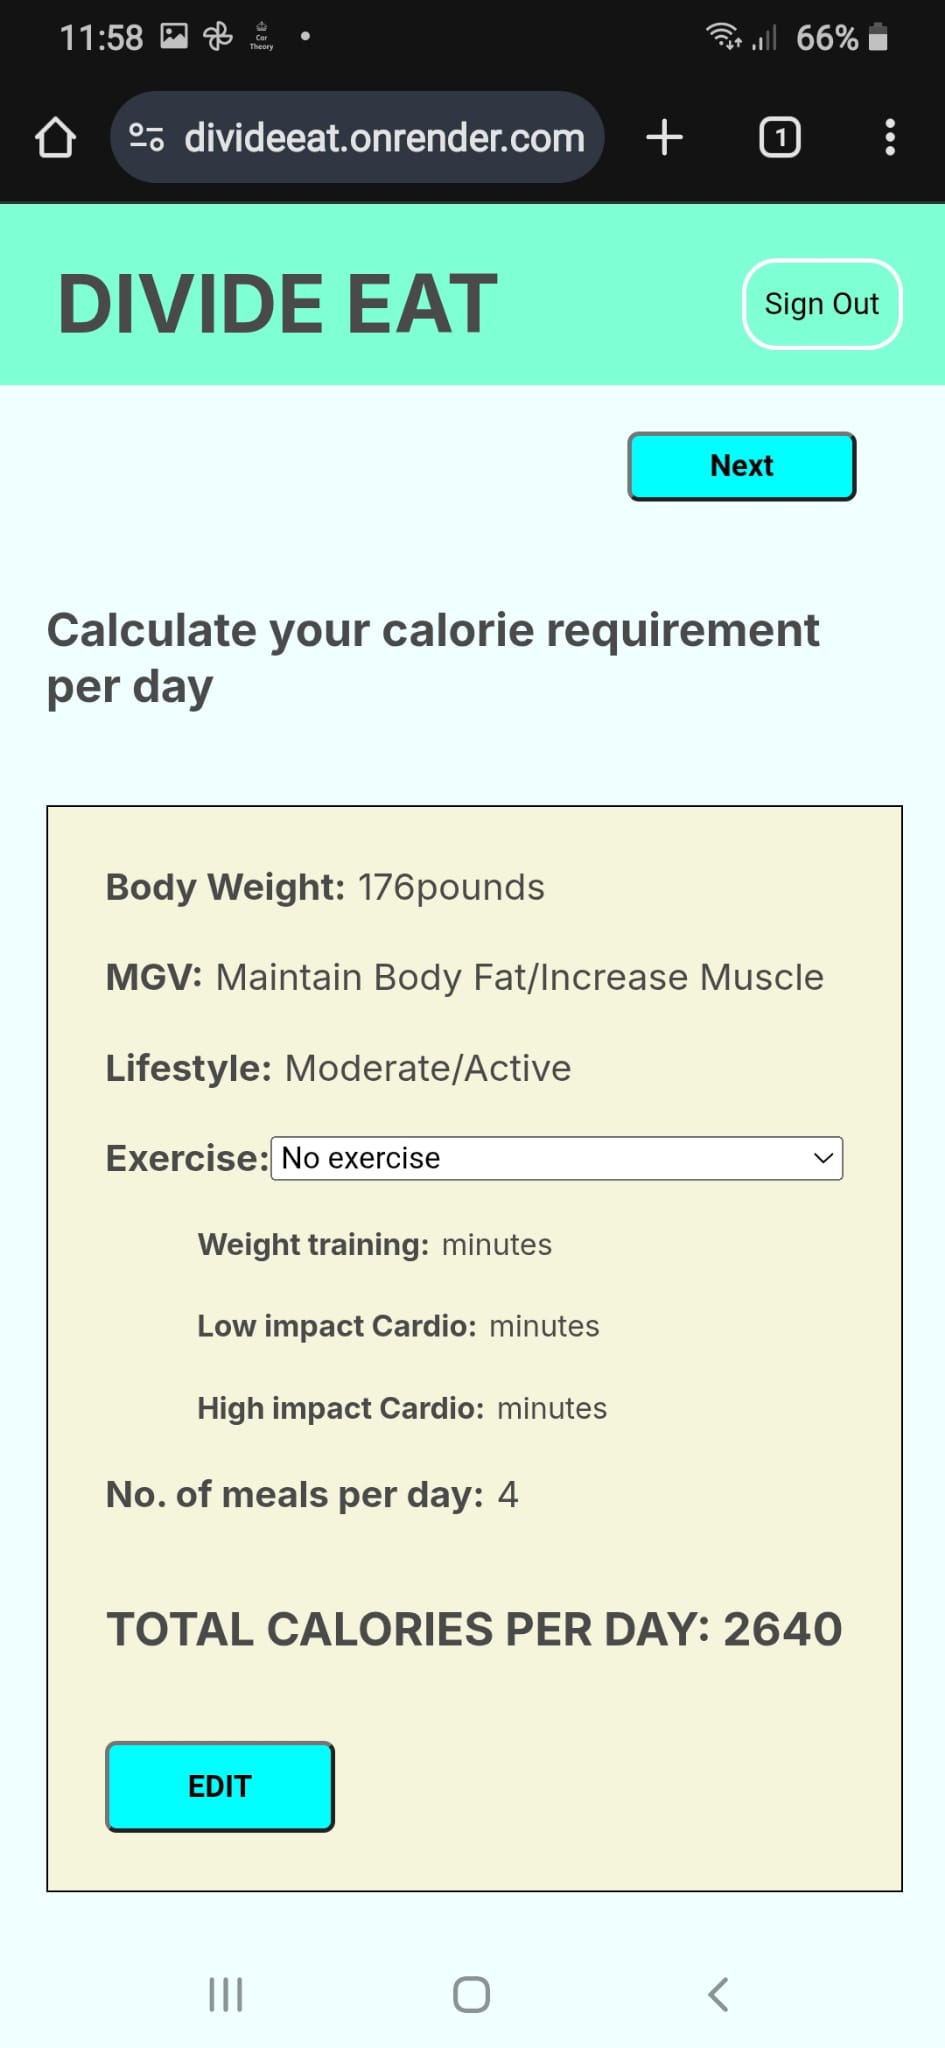 11:58
Car
Theory
66%
divideeat.onrender.com
1
DIVIDE EAT
Sign Out
Next
Calculate your calorie requirement
per day
Body Weight: 176pounds
MGV: Maintain Body Fat/Increase Muscle
Lifestyle: Moderate/Active
Exercise: No exercise
Weight training: minutes
Low impact Cardio: minutes
High impact Cardio: minutes
No. of meals per day: 4
TOTAL CALORIES PER DAY: 2640
EDIT